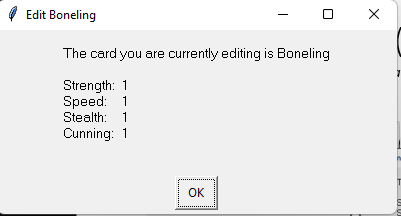 Edit Boneling
The card you are currently editing is Boneling
Strength: 1
Speed: 1
Stealth: 1
Cunning: 1
OK